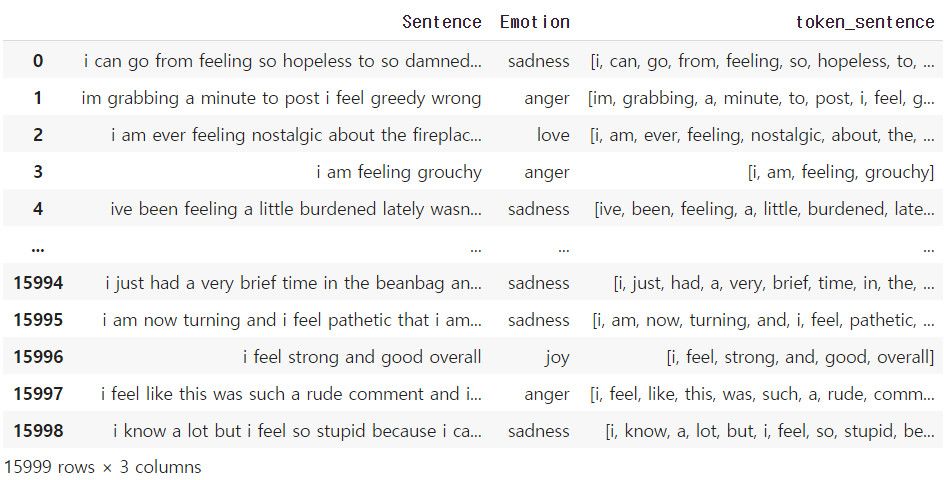 Sentence Emotion token_sentence
0 i can go from feeling so hopeless to so damned... sadness [i, can, go, from, feeling, so, hopeless, to, ...
1 im grabbing a minute to post i feel greedy wrong anger [im, grabbing, a, minute, to, post, i, feel, g...
2 i am ever feeling nostalgic about the fireplac... love [i, am, ever, feeling, nostalgic, about, the, ...
3 i am feeling grouchy anger [i, am, feeling, grouchy]
4 ive been feeling a little burdened lately wasn... sadness [ive, been, feeling, a, little, burdened, late...
... ... ... ...
15994 i just had a very brief time in the beanbag an... sadness [i, just, had, a, very, brief, time, in, the, ...
15995 i am now turning and i feel pathetic that i am... sadness [i, am, now, turning, and, i, feel, pathetic, ...
15996 i feel strong and good overall joy [i, feel, strong, and, good, overall]
15997 i feel like this was such a rude comment and i... anger [i, feel, like, this, was, such, a, rude, comm...
15998 i know a lot but i feel so stupid because i ca... sadness [i, know, a, lot, but, i, feel, so, stupid, be...
15999 rows × 3 columns